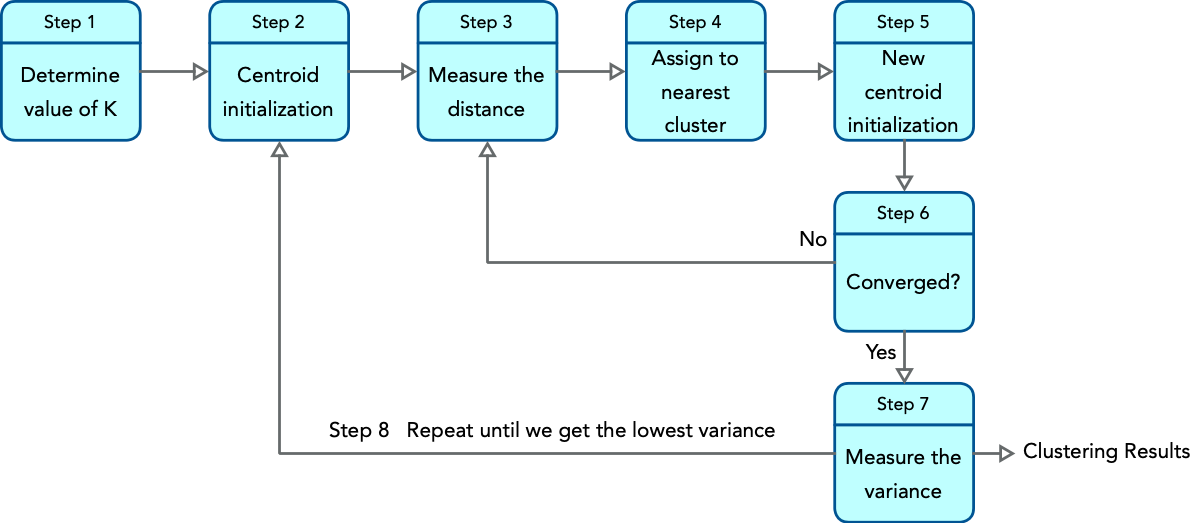 Step 1
Determine
value of K
Step 2
Centroid
initialization
Step 3
Measure the
distance
Step 4
Assign to
nearest
cluster
Step 5
New
centroid
initialization
Step 6
Converged?
No
Yes
Step 7
Measure the
variance
Step 8 Repeat until we get the lowest variance
Clustering Results